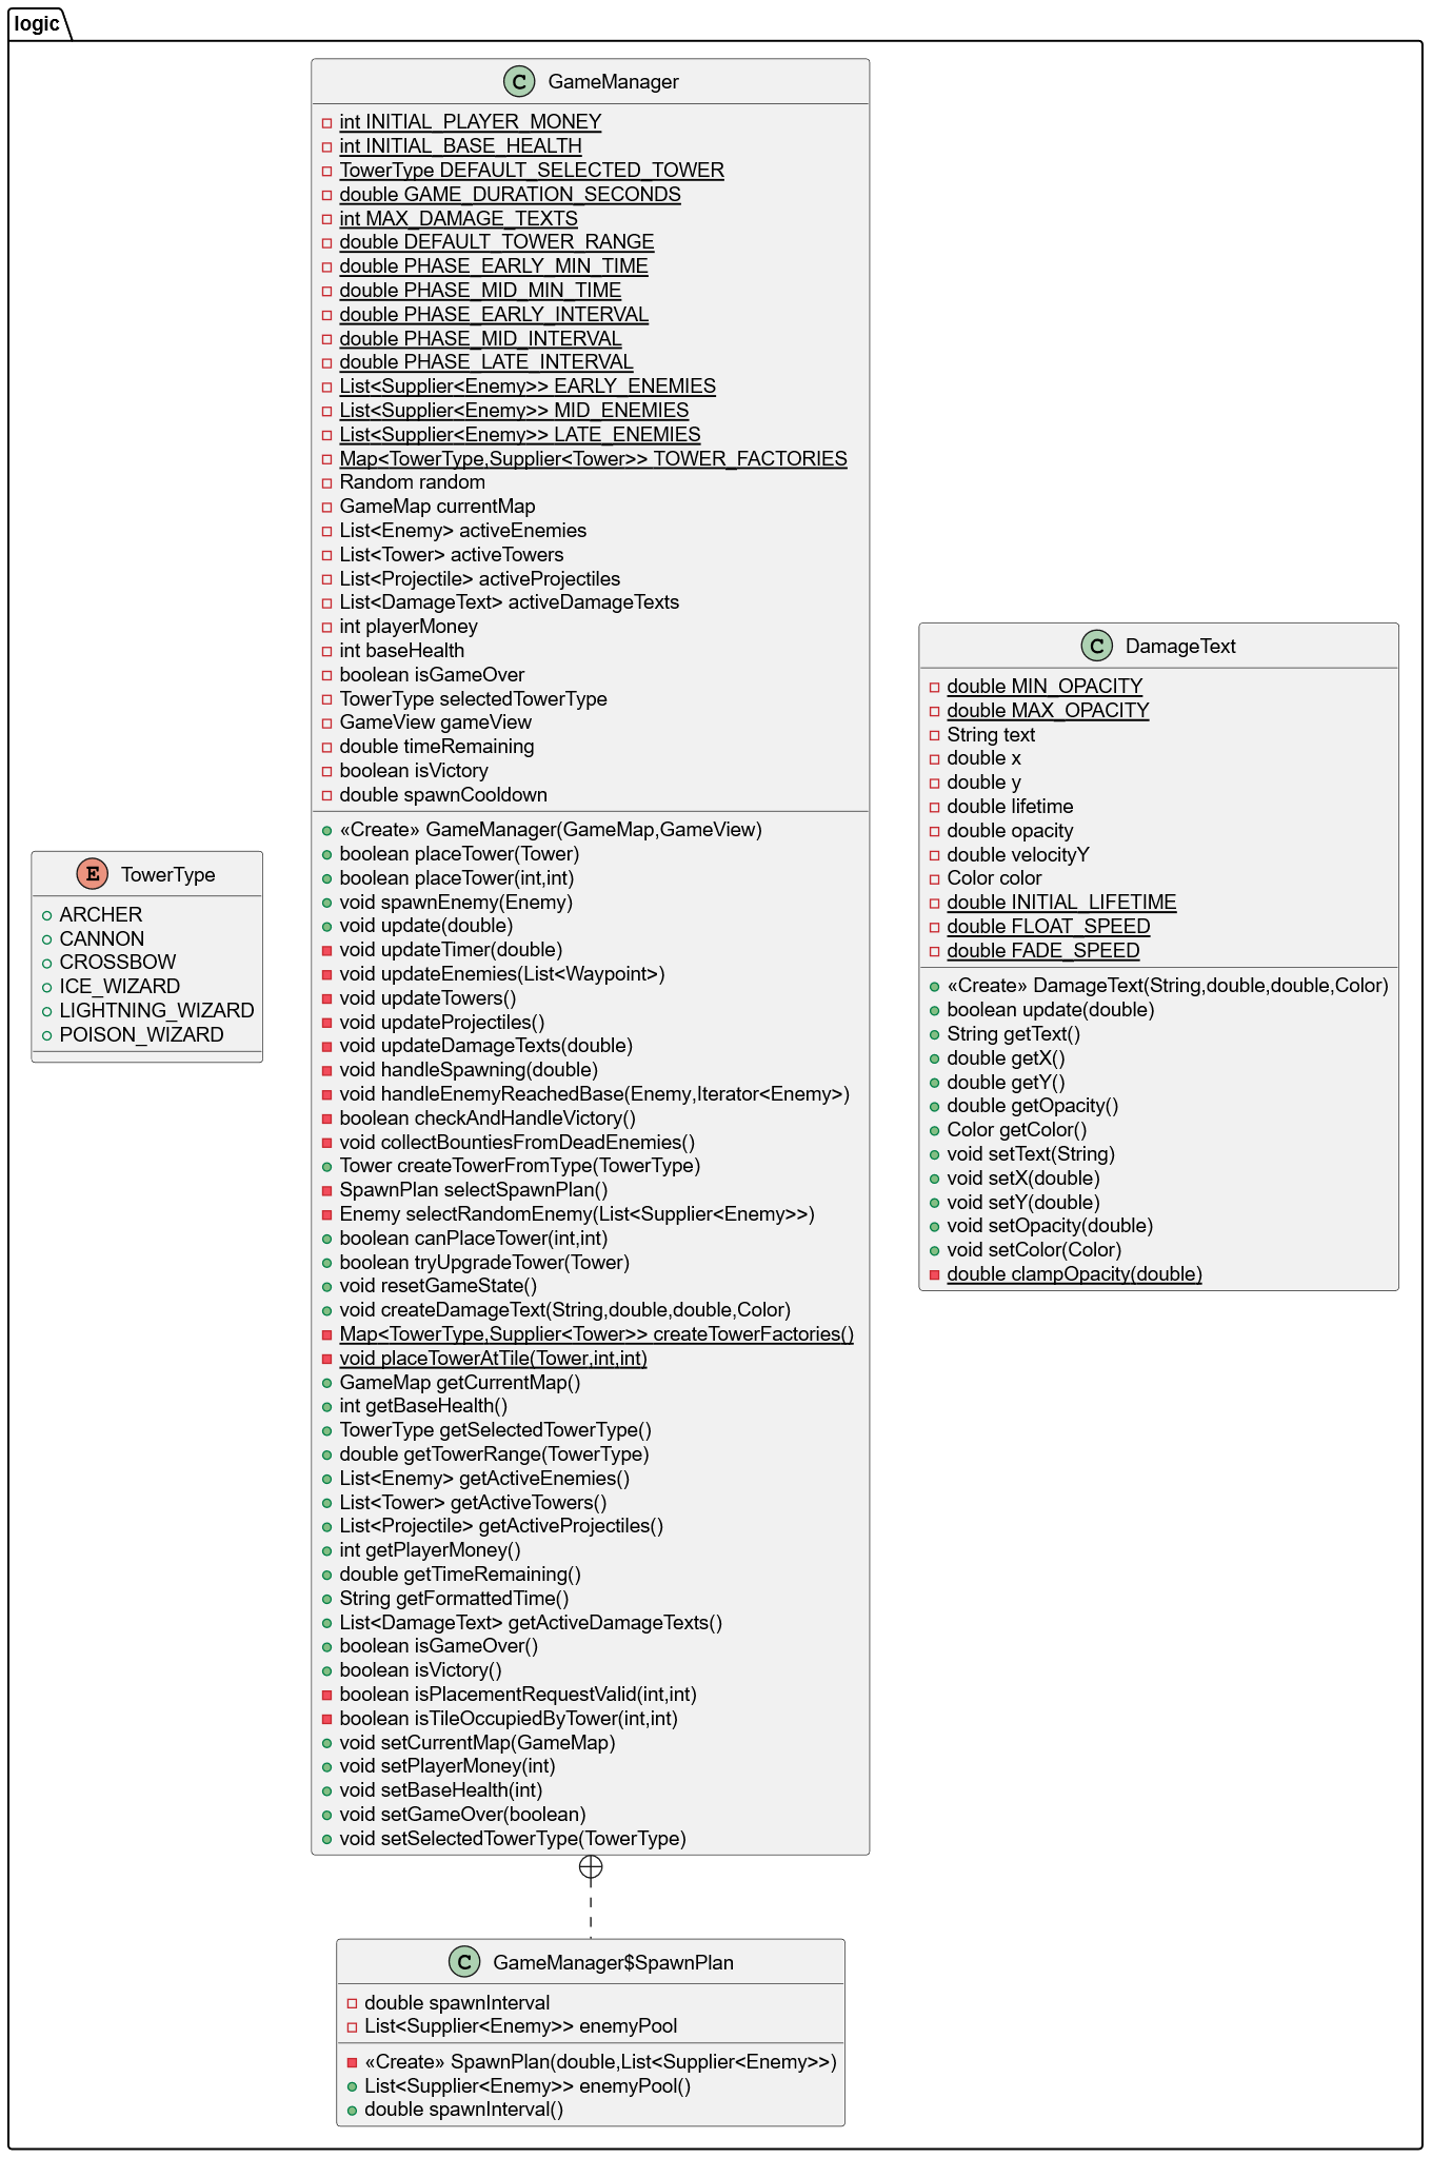 logic
C GameManager
int INITIAL_PLAYER_MONEY
int INITIAL_BASE_HEALTH
TowerType DEFAULT_SELECTED_TOWER
double GAME_DURATION_SECONDS
int MAX_DAMAGE_TEXTS
double DEFAULT_TOWER_RANGE
double PHASE_EARLY_MIN_TIME
double PHASE_MID_MIN_TIME
double PHASE_EARLY_INTERVAL
double PHASE_MID_INTERVAL
double PHASE_LATE_INTERVAL
List<Supplier<Enemy>> EARLY_ENEMIES
List<Supplier<Enemy>> MID_ENEMIES
List<Supplier<Enemy>> LATE_ENEMIES
Map<TowerType,Supplier<Tower>> TOWER_FACTORIES
Random random
GameMap currentMap
List<Enemy> activeEnemies
List<Tower> activeTowers
List<Projectile> activeProjectiles
List<DamageText> activeDamageTexts
int playerMoney
int baseHealth
boolean isGameOver
TowerType selectedTowerType
GameView gameView
double timeRemaining
boolean isVictory
double spawnCooldown
«Create» GameManager(GameMap,GameView)
boolean placeTower(Tower)
boolean placeTower(int,int)
void spawnEnemy(Enemy)
void update(double)
void updateTimer(double)
void updateEnemies(List<Waypoint>)
void updateTowers()
void updateProjectiles()
void updateDamageTexts(double)
void handleSpawning(double)
void handleEnemyReachedBase(Enemy,Iterator<Enemy>)
boolean checkAndHandleVictory()
void collectBountiesFromDeadEnemies()
Tower createTowerFromType(TowerType)
SpawnPlan selectSpawnPlan()
Enemy selectRandomEnemy(List<Supplier<Enemy>>)
boolean canPlaceTower(int,int)
boolean tryUpgradeTower(Tower)
void resetGameState()
void createDamageText(String,double,double,Color)
Map<TowerType,Supplier<Tower>> createTowerFactories()
void placeTowerAtTile(Tower,int,int)
GameMap getCurrentMap()
int getBaseHealth()
TowerType getSelectedTowerType()
double getTowerRange(TowerType)
List<Enemy> getActiveEnemies()
List<Tower> getActiveTowers()
List<Projectile> getActiveProjectiles()
int getPlayerMoney()
double getTimeRemaining()
String getFormattedTime()
List<DamageText> getActiveDamageTexts()
boolean isGameOver()
boolean isVictory()
boolean isPlacementRequestValid(int,int)
boolean isTileOccupiedByTower(int,int)
void setCurrentMap(GameMap)
void setPlayerMoney(int)
void setBaseHealth(int)
void setGameOver(boolean)
void setSelectedTowerType(TowerType)
C DamageText
double MIN_OPACITY
double MAX_OPACITY
String text
double x
double y
double lifetime
double opacity
double velocityY
Color color
double INITIAL_LIFETIME
double FLOAT_SPEED
double FADE_SPEED
«Create» DamageText(String,double,double,Color)
boolean update(double)
String getText()
double getX()
double getY()
double getOpacity()
Color getColor()
void setText(String)
void setX(double)
void setY(double)
void setOpacity(double)
void setColor(Color)
double clampOpacity(double)
E TowerType
ARCHER
CANNON
CROSSBOW
ICE_WIZARD
LIGHTNING_WIZARD
POISON_WIZARD
C GameManager$SpawnPlan
double spawnInterval
List<Supplier<Enemy>> enemyPool
«Create» SpawnPlan(double,List<Supplier<Enemy>>)
List<Supplier<Enemy>> enemyPool()
double spawnInterval()